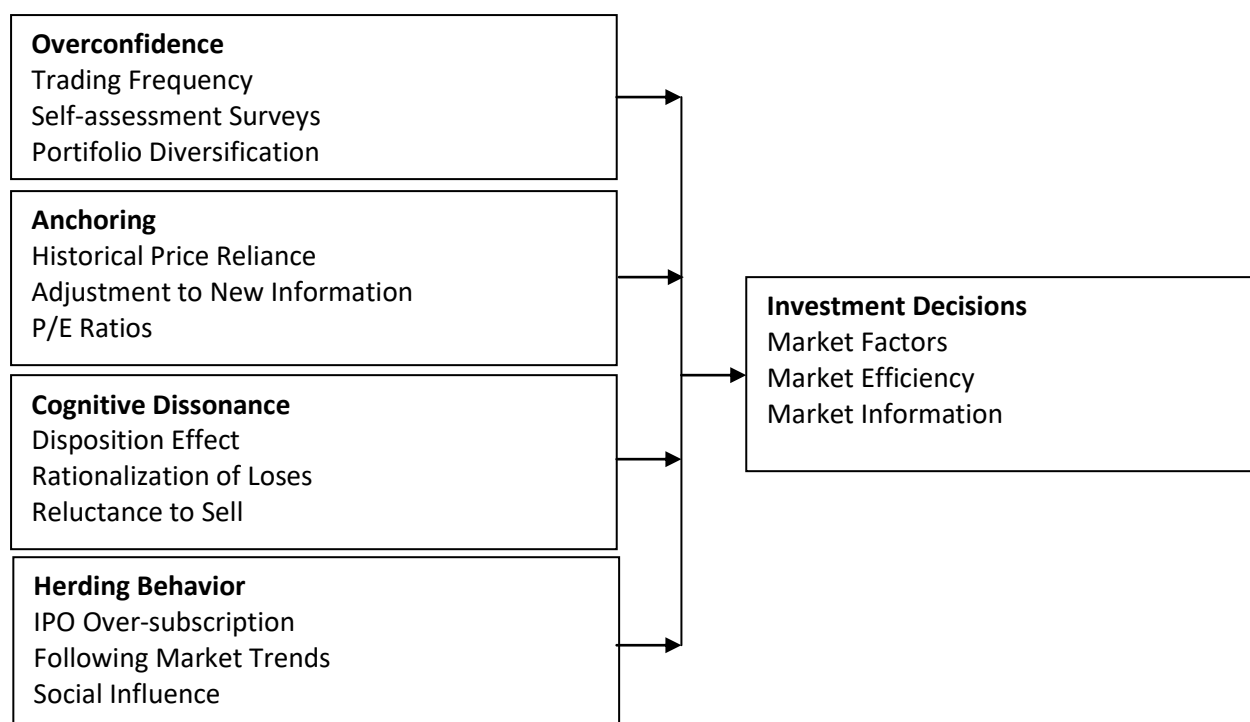 Overconfidence
Trading Frequency
Self-assessment Surveys
Portifolio Diversification
Anchoring
Historical Price Reliance
Adjustment to New Information
P/E Ratios
Cognitive Dissonance
Disposition Effect
Rationalization of Loses
Reluctance to Sell
Herding Behavior
IPO Over-subscription
Following Market Trends
Social Influence
Investment Decisions
Market Factors
Market Efficiency
Market Information